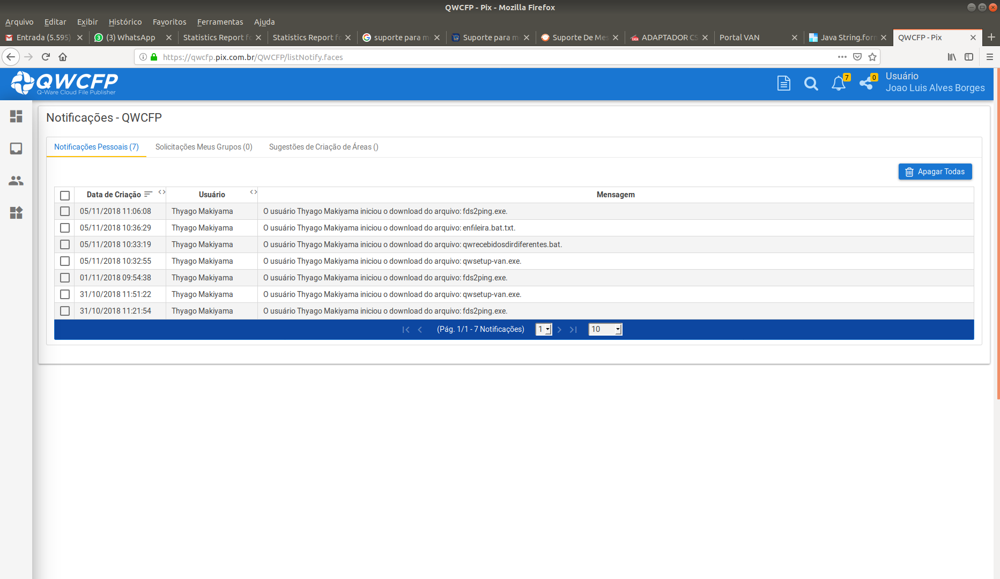 QWCFP - Pix - Mozilla Firefox
Arquivo Editar Exibir Histórico Favoritos Ferramentas Ajuda
Entrada (5.595) 3 (3) WhatsApp Statistics Report fo Statistics Report fo suporte para m Suporte para m Suporte De Mes ADAPTADOR CS Portal VAN Java String.form QWCFP - Pix
https://qwcfp.pix.com.br/QWCFP/listNotify.faces
QWCFP
Q-Ware Cloud File Publisher
7 0 Usuário
Joao Luis Alves Borges
Notificações - QWCFP
Notificações Pessoais (7) Solicitações Meus Grupos (0) Sugestões de Criação de Áreas ()
Apagar Todas
Data de Criação Usuário Mensagem
05/11/2018 11:06:08 Thyago Makiyama O usuário Thyago Makiyama iniciou o download do arquivo: fds2ping.exe.
05/11/2018 10:36:29 Thyago Makiyama O usuário Thyago Makiyama iniciou o download do arquivo: enfileira.bat.txt.
05/11/2018 10:33:19 Thyago Makiyama O usuário Thyago Makiyama iniciou o download do arquivo: qwrecebidosdirdiferentes.bat.
05/11/2018 10:32:55 Thyago Makiyama O usuário Thyago Makiyama iniciou o download do arquivo: qwsetup-van.exe.
01/11/2018 09:54:38 Thyago Makiyama O usuário Thyago Makiyama iniciou o download do arquivo: fds2ping.exe.
31/10/2018 11:51:22 Thyago Makiyama O usuário Thyago Makiyama iniciou o download do arquivo: qwsetup-van.exe.
31/10/2018 11:21:54 Thyago Makiyama O usuário Thyago Makiyama iniciou o download do arquivo: fds2ping.exe.
(Pág. 1/1 - 7 Notificações) 1 10